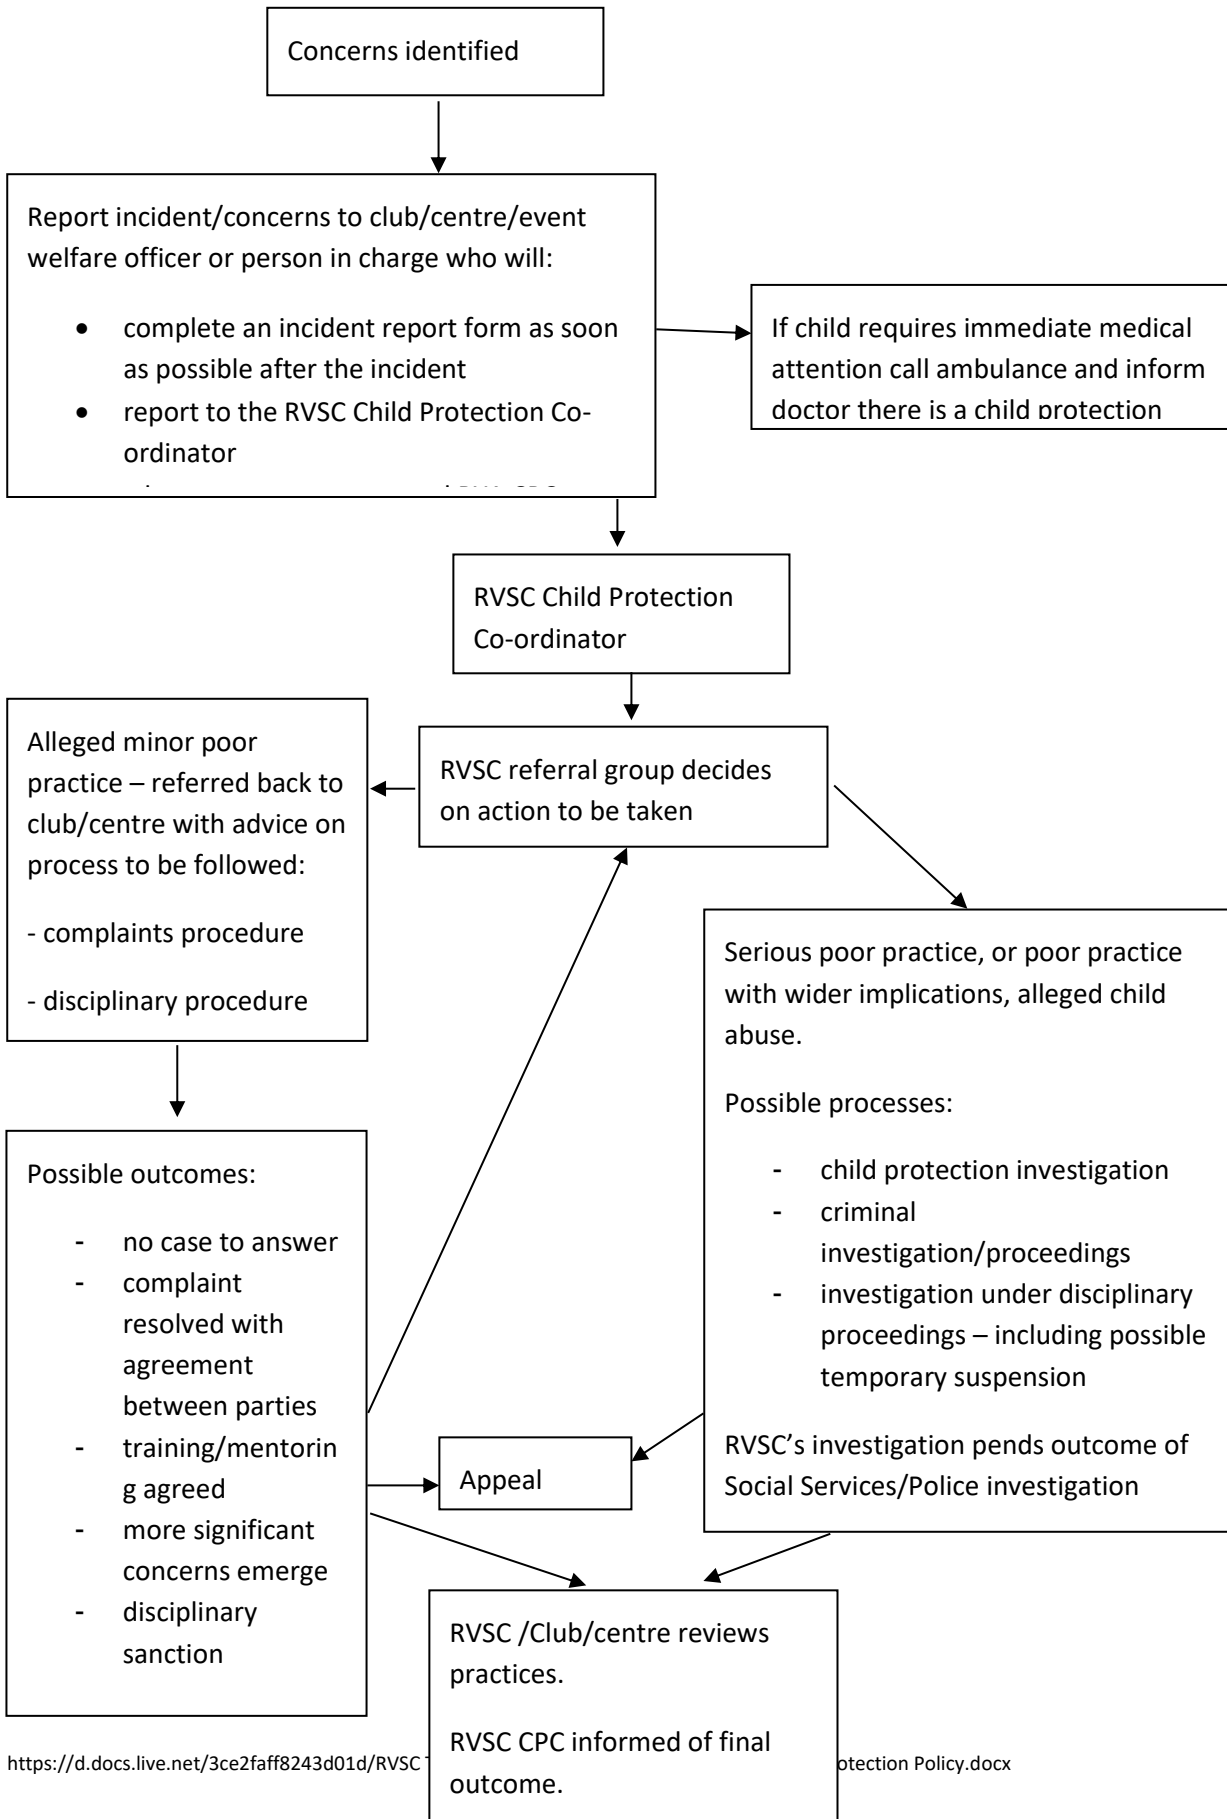 Concerns identified
Report incident/concerns to club/centre/event
welfare officer or person in charge who will:
• complete an incident report form as soon
as possible after the incident
• report to the RVSC Child Protection Co-
ordinator
If child requires immediate medical
attention call ambulance and inform
doctor there is a child protection
RVSC Child Protection
Co-ordinator
Alleged minor poor
practice – referred back to
club/centre with advice on
process to be followed:
- complaints procedure
- disciplinary procedure
RVSC referral group decides
on action to be taken
Serious poor practice, or poor practice
with wider implications, alleged child
abuse.
Possible processes:
- child protection investigation
- criminal
investigation/proceedings
- investigation under disciplinary
proceedings – including possible
temporary suspension
RVSC’s investigation pends outcome of
Social Services/Police investigation
Possible outcomes:
- no case to answer
- complaint
resolved with
agreement
between parties
- training/mentorin
g agreed
- more significant
concerns emerge
- disciplinary
sanction
Appeal
RVSC /Club/centre reviews
practices.
RVSC CPC informed of final
outcome.
https://d.docs.live.net/3ce2faff8243d01d/RVSC otection Policy.docx